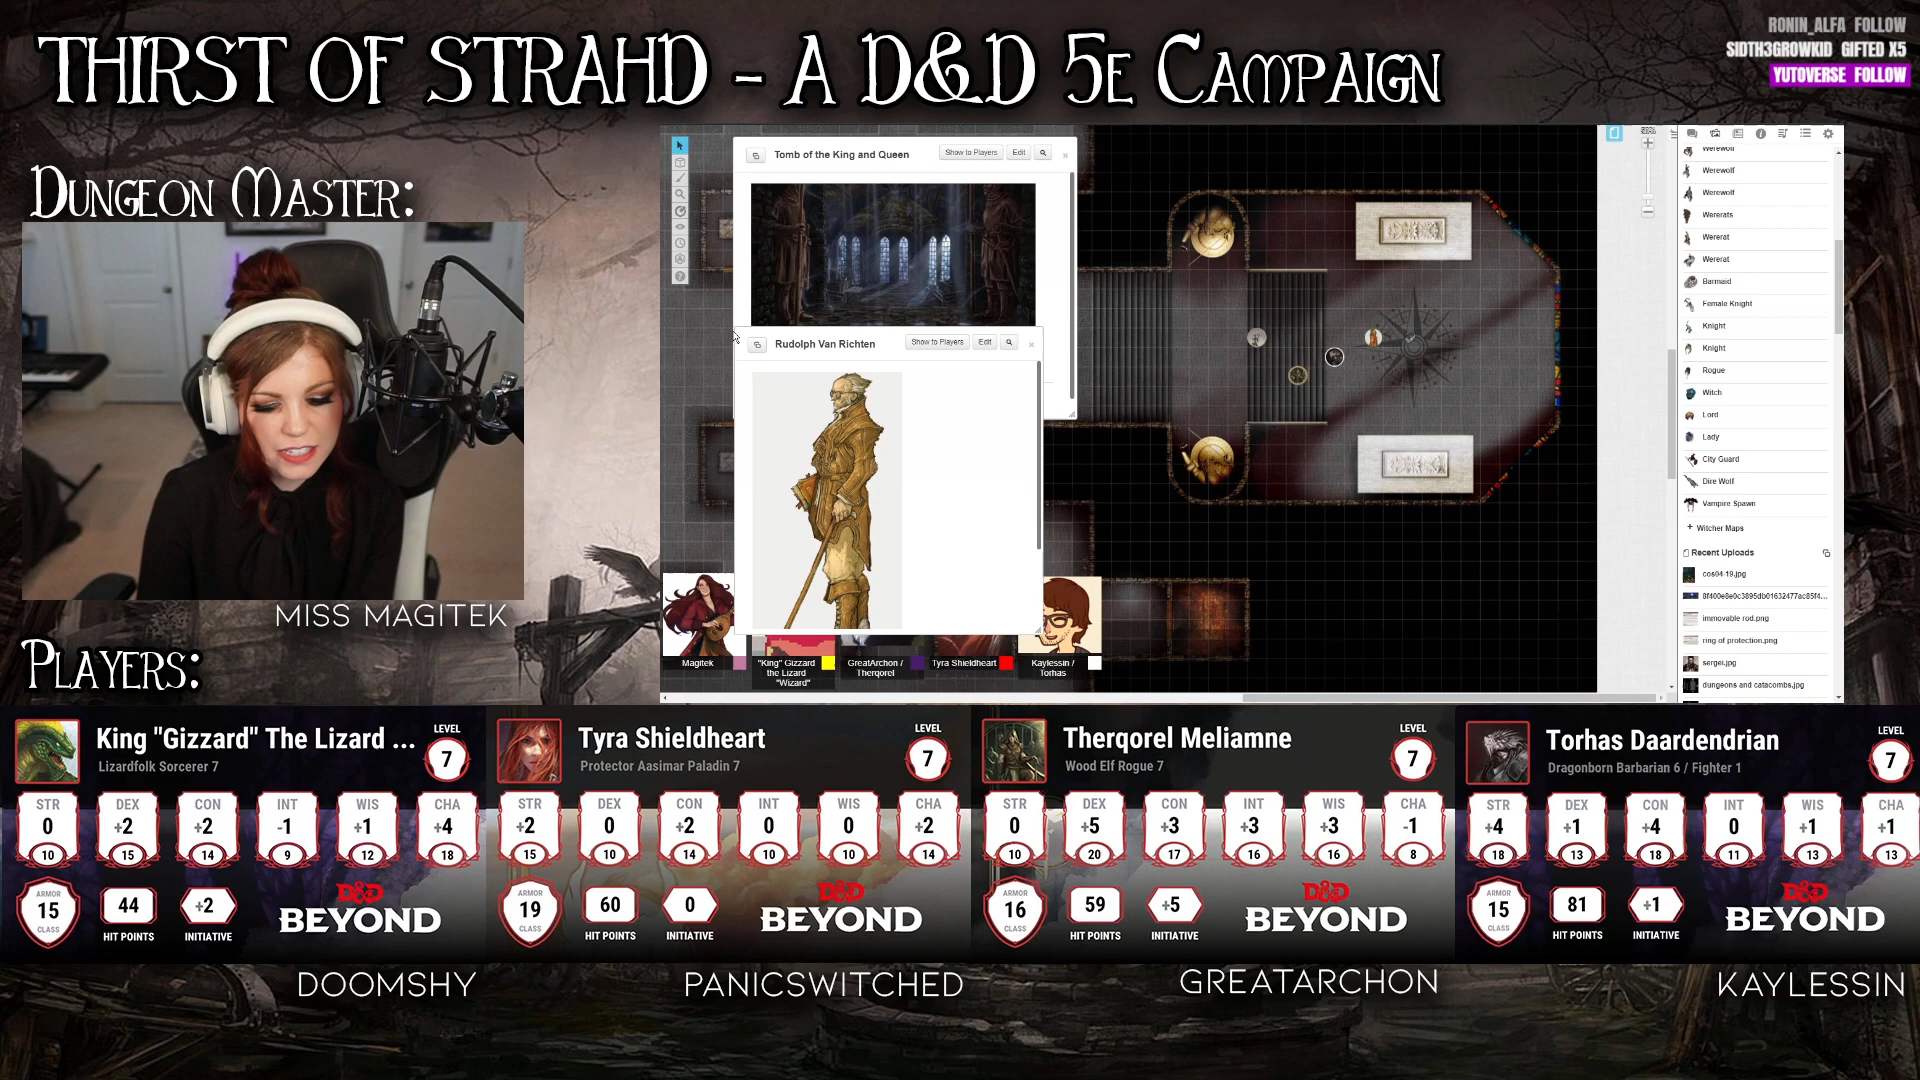 THIRST OF STRAHD - A D&D 5E CAMPAIGN
RONIN_ALFA FOLLOW
SIDTH3GROWKID GIFTED X5
YUTOVERSE FOLLOW
DUNGEON MASTER:
MISS MAGITEK
Tomb of the King and Queen
Show to Players
Edit
Rudolph Van Richten
Show to Players
Edit
Magitek
"King" Gizzard
the Lizard
"Wizard"
GreatArchon /
Therqorel
Tyra Shieldheart
Kaylessin /
Torhas
Werewolf
Werewolf
Werewolf
Wererats
Wererat
Wererat
Barmaid
Female Knight
Knight
Knight
Rogue
Witch
Lord
Lady
City Guard
Dire Wolf
Vampire Spawn
+ Witcher Maps
Recent Uploads
cos04-19.jpg
immovable rod.png
ring of protection.png
sergei.jpg
dungeons and catacombs.jpg
PLAYERS:
King "Gizzard" The Lizard ...
Lizardfolk Sorcerer 7
LEVEL
7
STR DEX CON INT WIS CHA
0 +2 +2 -1 +1 +4
10 15 14 9 12 18
ARMOR
15
CLASS
44
HIT POINTS
+2
INITIATIVE
D&D
BEYOND
DOOMSHY
Tyra Shieldheart
Protector Aasimar Paladin 7
LEVEL
7
STR DEX CON INT WIS CHA
+2 0 +2 0 0 +2
15 10 14 10 10 14
ARMOR
19
CLASS
60
HIT POINTS
0
INITIATIVE
D&D
BEYOND
PANICSWITCHED
Therqorel Meliamne
Wood Elf Rogue 7
LEVEL
7
STR DEX CON INT WIS CHA
0 +5 +3 +3 +3 -1
10 20 17 16 16 8
ARMOR
16
CLASS
59
HIT POINTS
+5
INITIATIVE
D&D
BEYOND
GREATARCHON
Torhas Daardendrian
Dragonborn Barbarian 6 / Fighter 1
LEVEL
7
STR DEX CON INT WIS CHA
+4 +1 +4 0 +1 +1
18 13 18 11 13 13
ARMOR
15
CLASS
81
HIT POINTS
+1
INITIATIVE
D&D
BEYOND
KAYLESSIN